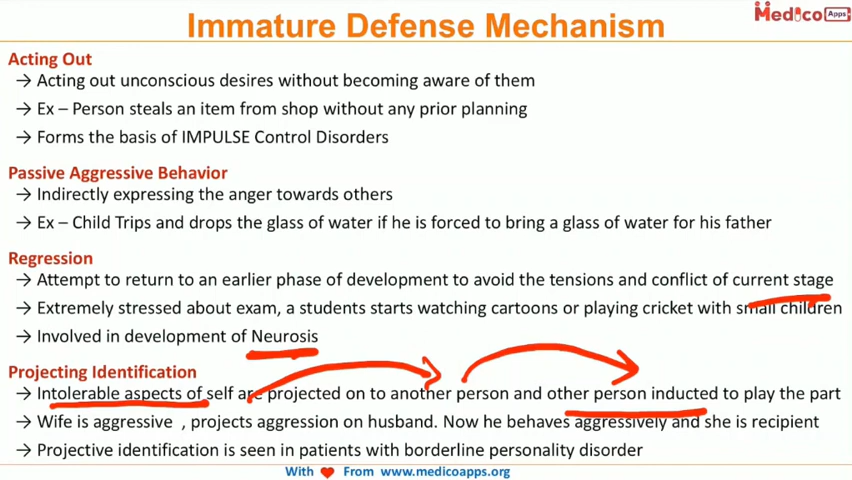 Immature Defense Mechanism
Medico Apps
Acting Out
→ Acting out unconscious desires without becoming aware of them
→ Ex – Person steals an item from shop without any prior planning
→ Forms the basis of IMPULSE Control Disorders
Passive Aggressive Behavior
→ Indirectly expressing the anger towards others
→ Ex – Child Trips and drops the glass of water if he is forced to bring a glass of water for his father
Regression
→ Attempt to return to an earlier phase of development to avoid the tensions and conflict of current stage
→ Extremely stressed about exam, a students starts watching cartoons or playing cricket with small children
→ Involved in development of Neurosis
Projecting Identification
→ Intolerable aspects of self are projected on to another person and other person inducted to play the part
→ Wife is aggressive , projects aggression on husband. Now he behaves aggressively and she is recipient
→ Projective identification is seen in patients with borderline personality disorder
With ❤ From www.medicoapps.org